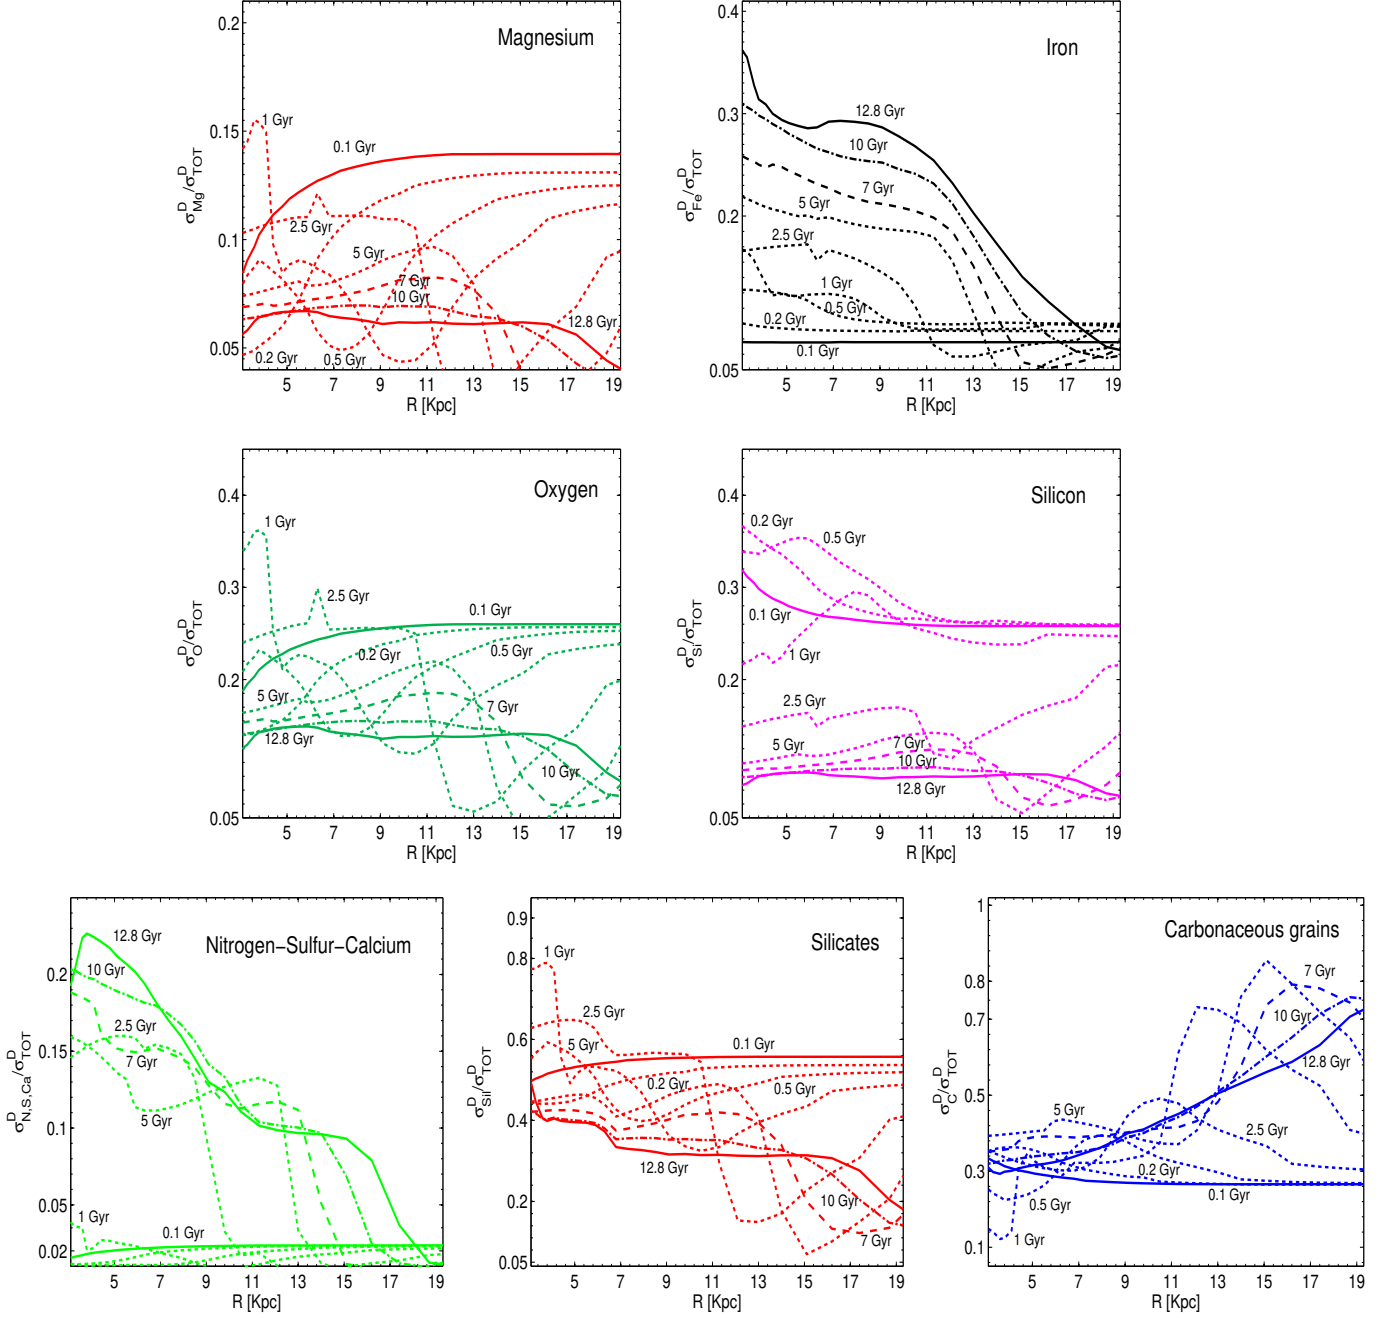 Magnesium
σ^D_Mg/σ^D_TOT
0.2
0.15
0.1
0.05
1 Gyr
0.1 Gyr
2.5 Gyr
5 Gyr
7 Gyr
10 Gyr
12.8 Gyr
0.2 Gyr
0.5 Gyr
5 7 9 11 13 15 17 19
R [Kpc]
Iron
σ^D_Fe/σ^D_TOT
0.4
0.3
0.2
0.05
12.8 Gyr
10 Gyr
7 Gyr
5 Gyr
2.5 Gyr
1 Gyr
0.5 Gyr
0.2 Gyr
0.1 Gyr
5 7 9 11 13 15 17 19
R [Kpc]
Oxygen
σ^D_O/σ^D_TOT
0.4
0.3
0.2
0.05
1 Gyr
2.5 Gyr
0.1 Gyr
0.2 Gyr
0.5 Gyr
5 Gyr
7 Gyr
12.8 Gyr
10 Gyr
5 7 9 11 13 15 17 19
R [Kpc]
Silicon
σ^D_Si/σ^D_TOT
0.4
0.3
0.2
0.05
0.2 Gyr
0.5 Gyr
0.1 Gyr
1 Gyr
2.5 Gyr
5 Gyr
7 Gyr
10 Gyr
12.8 Gyr
5 7 9 11 13 15 17 19
R [Kpc]
Nitrogen−Sulfur−Calcium
σ^D_N,S,Ca/σ^D_TOT
0.2
0.15
0.1
0.05
0.02
12.8 Gyr
10 Gyr
2.5 Gyr
7 Gyr
5 Gyr
1 Gyr
0.1 Gyr
5 7 9 11 13 15 17 19
R [Kpc]
Silicates
σ^D_Sil/σ^D_TOT
0.9
0.8
0.6
0.4
0.2
0.05
1 Gyr
2.5 Gyr
5 Gyr
0.1 Gyr
0.2 Gyr
0.5 Gyr
12.8 Gyr
10 Gyr
7 Gyr
5 7 9 11 13 15 17 19
R [Kpc]
Carbonaceous grains
σ^D_C/σ^D_TOT
1
0.8
0.7
0.5
0.3
0.1
7 Gyr
10 Gyr
12.8 Gyr
5 Gyr
2.5 Gyr
0.2 Gyr
0.5 Gyr
0.1 Gyr
1 Gyr
5 7 9 11 13 15 17 19
R [Kpc]